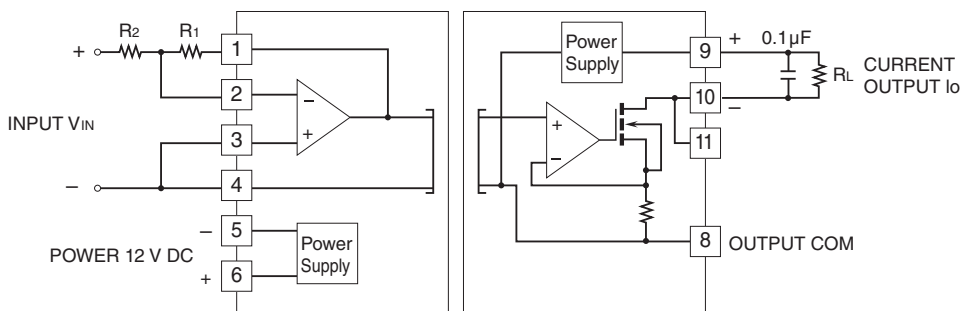 R2
R1
+
1
2
−
INPUT VIN
3
+
−
4
5
−
POWER 12 V DC
+
6
Power
Supply
Power
Supply
9
+
0.1µF
RL
CURRENT
OUTPUT Io
10
−
11
+
−
8
OUTPUT COM